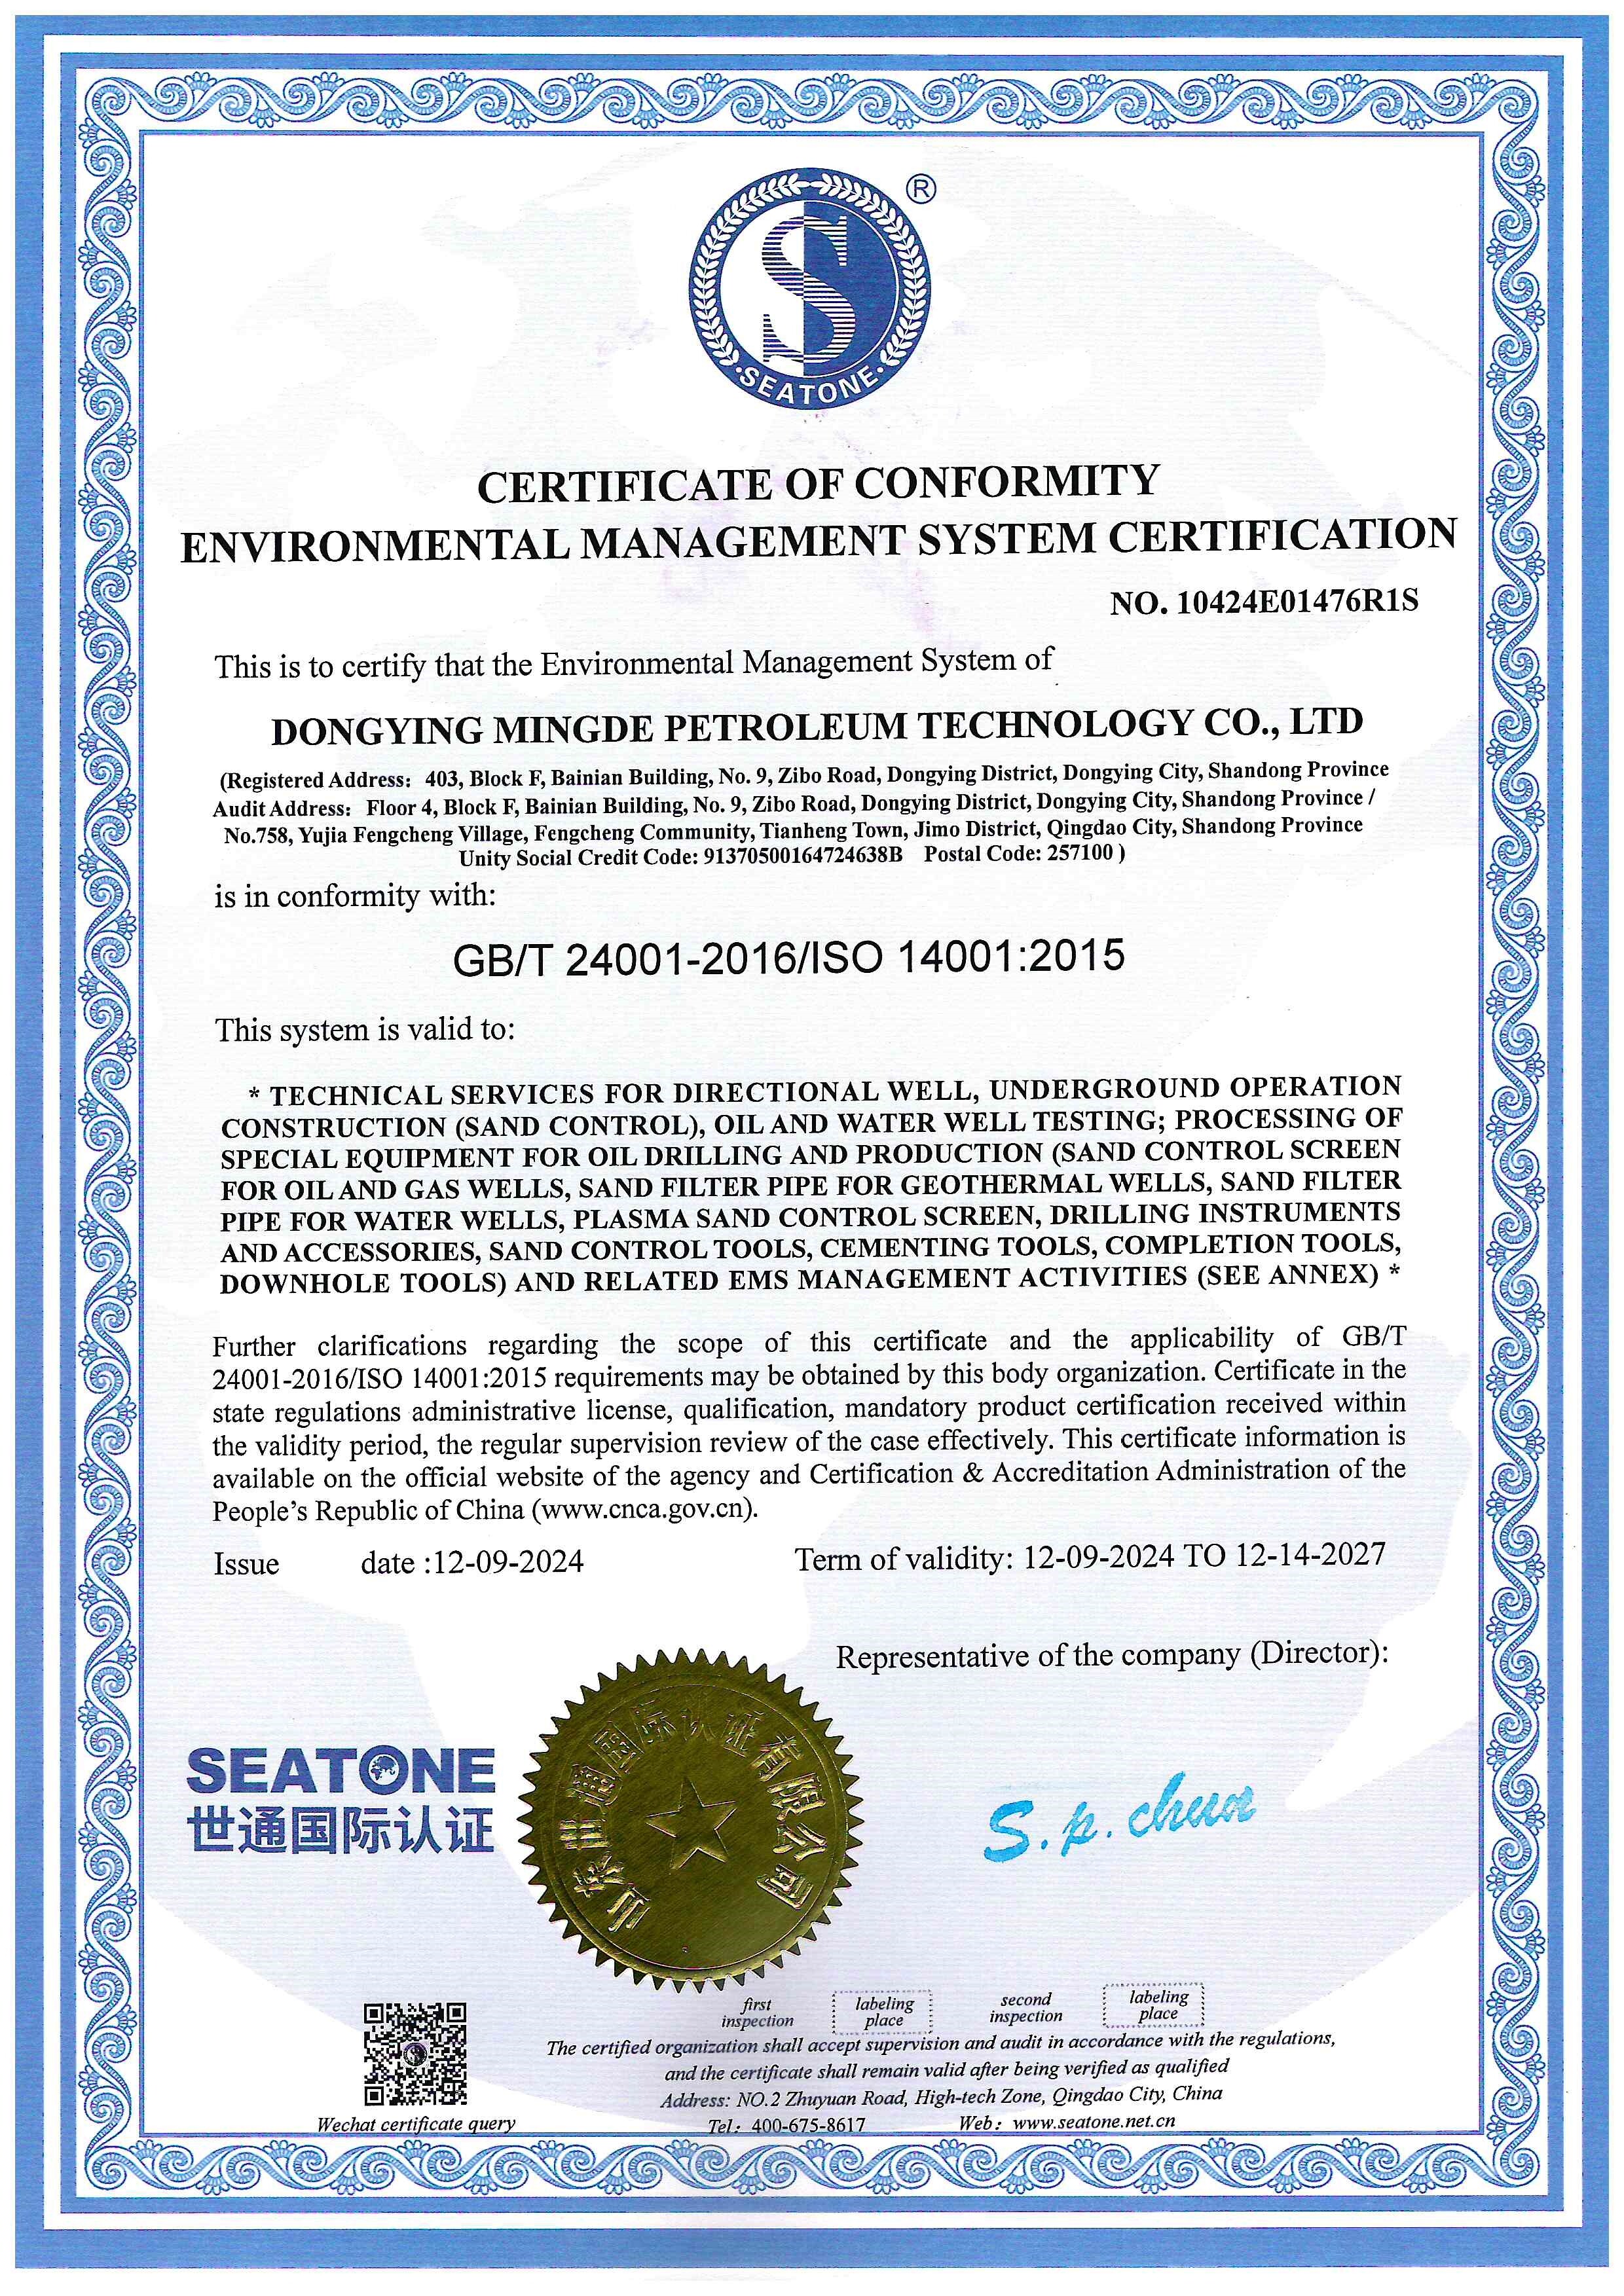 ®
S
·SEATONE·
CERTIFICATE OF CONFORMITY
ENVIRONMENTAL MANAGEMENT SYSTEM CERTIFICATION
NO. 10424E01476R1S
This is to certify that the Environmental Management System of
DONGYING MINGDE PETROLEUM TECHNOLOGY CO., LTD
(Registered Address: 403, Block F, Bainian Building, No. 9, Zibo Road, Dongying District, Dongying City, Shandong Province
Audit Address: Floor 4, Block F, Bainian Building, No. 9, Zibo Road, Dongying District, Dongying City, Shandong Province /
No.758, Yujia Fengcheng Village, Fengcheng Community, Tianheng Town, Jimo District, Qingdao City, Shandong Province
Unity Social Credit Code: 91370500164724638B Postal Code: 257100 )
is in conformity with:
GB/T 24001-2016/ISO 14001:2015
This system is valid to:
* TECHNICAL SERVICES FOR DIRECTIONAL WELL, UNDERGROUND OPERATION
CONSTRUCTION (SAND CONTROL), OIL AND WATER WELL TESTING; PROCESSING OF
SPECIAL EQUIPMENT FOR OIL DRILLING AND PRODUCTION (SAND CONTROL SCREEN
FOR OIL AND GAS WELLS, SAND FILTER PIPE FOR GEOTHERMAL WELLS, SAND FILTER
PIPE FOR WATER WELLS, PLASMA SAND CONTROL SCREEN, DRILLING INSTRUMENTS
AND ACCESSORIES, SAND CONTROL TOOLS, CEMENTING TOOLS, COMPLETION TOOLS,
DOWNHOLE TOOLS) AND RELATED EMS MANAGEMENT ACTIVITIES (SEE ANNEX) *
Further clarifications regarding the scope of this certificate and the applicability of GB/T
24001-2016/ISO 14001:2015 requirements may be obtained by this body organization. Certificate in the
state regulations administrative license, qualification, mandatory product certification received within
the validity period, the regular supervision review of the case effectively. This certificate information is
available on the official website of the agency and Certification & Accreditation Administration of the
People's Republic of China (www.cnca.gov.cn).
Issue date :12-09-2024 Term of validity: 12-09-2024 TO 12-14-2027
Representative of the company (Director):
SEATONE
世通国际认证
世通国际认证有限公司
S. p. chun
first inspection
labeling place
second inspection
labeling place
The certified organization shall accept supervision and audit in accordance with the regulations,
and the certificate shall remain valid after being verified as qualified
Address: NO.2 Zhuyuan Road, High-tech Zone, Qingdao City, China
Wechat certificate query
Tel: 400-675-8617 Web: www.seatone.net.cn